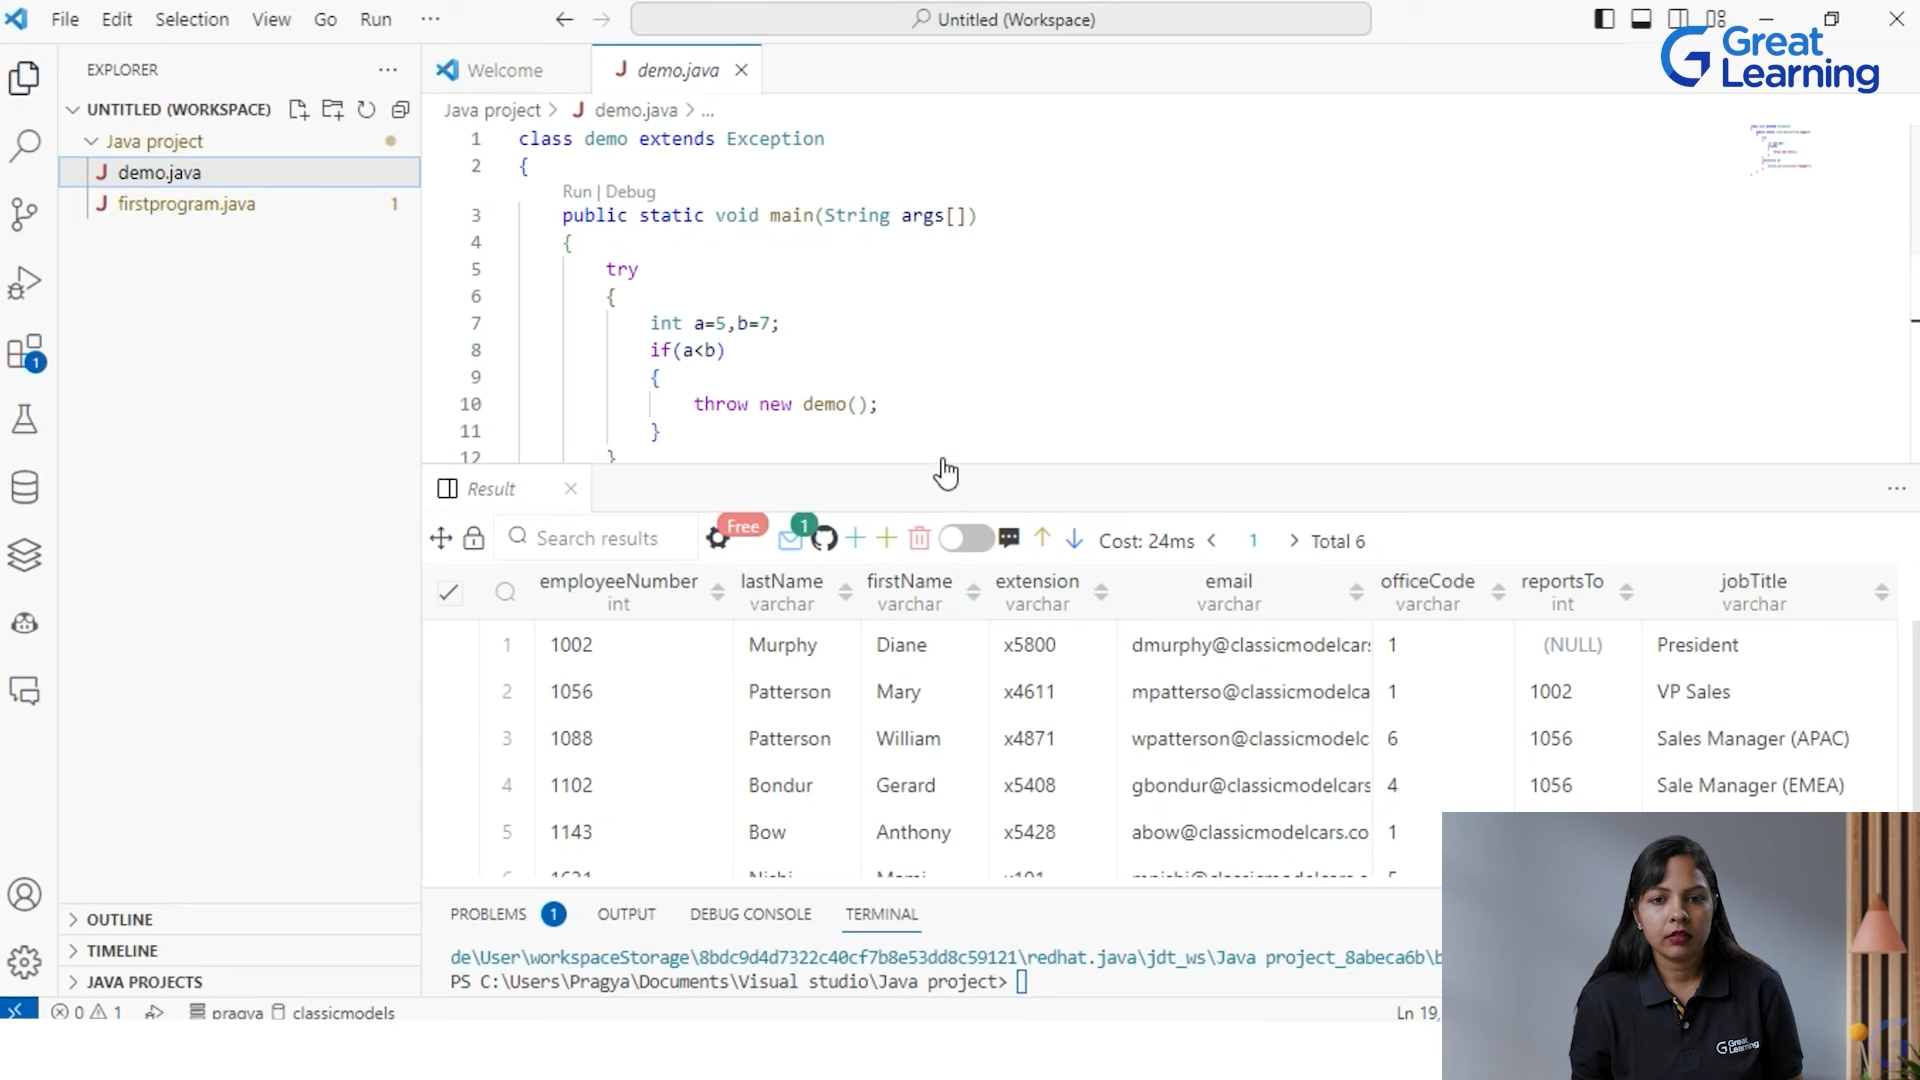 File Edit Selection View Go Run ...
Untitled (Workspace)
Great Learning
EXPLORER
Welcome
demo.java
UNTITLED (WORKSPACE)
Java project
demo.java
firstprogram.java 1
1
Java project > demo.java > ...
1 class demo extends Exception
2 {
Run | Debug
3 public static void main(String args[])
4 {
5 try
6 {
7 int a=5,b=7;
8 if(a<b)
9 {
10 throw new demo();
11 }
12 }
Result
Search results
Free
1
Cost: 24ms < 1 > Total 6
employeeNumber lastName firstName extension email officeCode reportsTo jobTitle
int varchar varchar varchar varchar varchar int varchar
1 1002 Murphy Diane x5800 dmurphy@classicmodelcar 1 (NULL) President
2 1056 Patterson Mary x4611 mpatterso@classicmodelca 1 1002 VP Sales
3 1088 Patterson William x4871 wpatterson@classicmodelc 6 1056 Sales Manager (APAC)
4 1102 Bondur Gerard x5408 gbondur@classicmodelcars 4 1056 Sale Manager (EMEA)
5 1143 Bow Anthony x5428 abow@classicmodelcars.co 1
OUTLINE
TIMELINE
JAVA PROJECTS
PROBLEMS 1 OUTPUT DEBUG CONSOLE TERMINAL
de\User\workspaceStorage\8bdc9d4d7322c40cf7b8e53dd8c59121\redhat.java\jdt_ws\Java project_8abeca6b\b
PS C:\Users\Pragya\Documents\Visual studio\Java project>
0 1 pragya classicmodels
Ln 19,
Great Learning